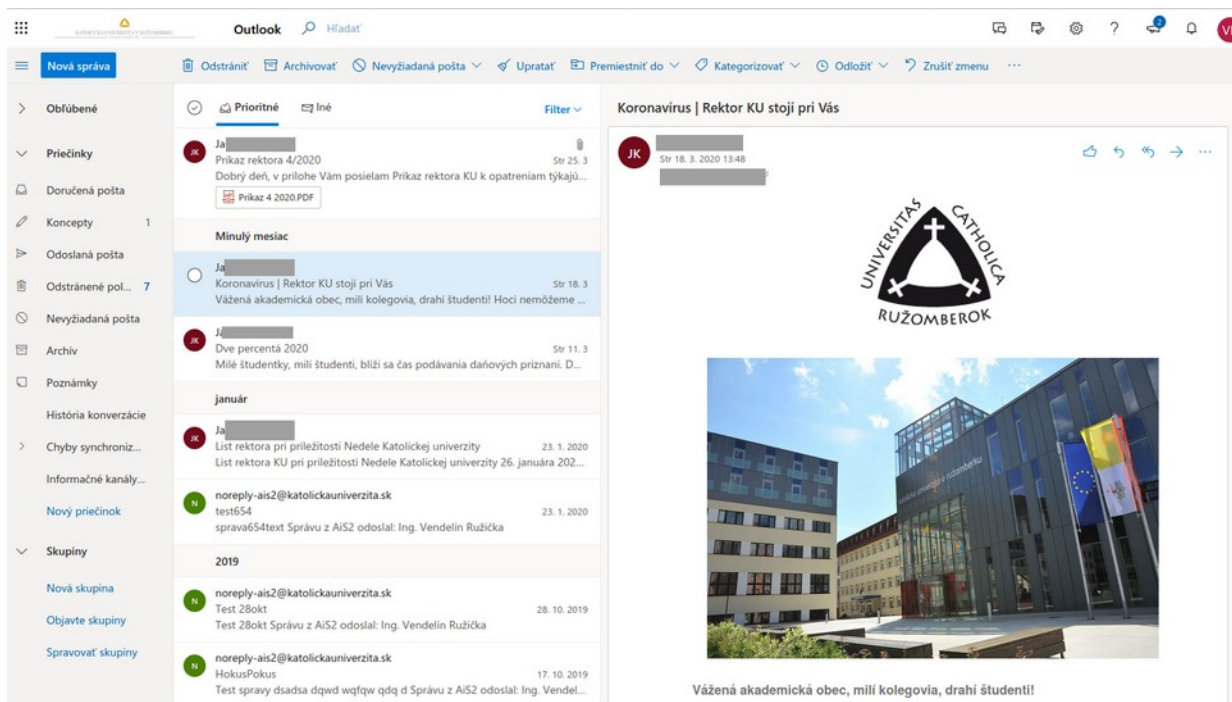 Outlook
Hľadať
2
Nová správa
Odstrániť
Archivovať
Nevyžiadaná pošta
Upratať
Premiestniť do
Kategorizovať
Odložiť
Zrušiť zmenu
Obľúbené
Priečinky
Doručená pošta
Koncepty 1
Odoslaná pošta
Odstránené pol... 7
Nevyžiadaná pošta
Archív
Poznámky
História konverzácie
Chyby synchroniz...
Informačné kanály...
Nový priečinok
Skupiny
Nová skupina
Objavte skupiny
Spravovať skupiny
Prioritné
Iné
Filter
JK
Ja
Príkaz rektora 4/2020 Str 25. 3
Dobrý deň, v prílohe Vám posielam Príkaz rektora KU k opatreniam týkajú...
Príkaz 4 2020.PDF
Minulý mesiac
Ja
Koronavírus | Rektor KU stojí pri Vás Str 18. 3
Vážená akademická obec, milí kolegovia, drahí študenti! Hoci nemôžeme ...
JK
Dve percentá 2020 Str 11. 3
Milé študentky, milí študenti, blíži sa čas podávania daňových priznaní. D...
január
JK
Ja
List rektora pri príležitosti Nedele Katolíckej univerzity 23. 1. 2020
List rektora KU pri príležitosti Nedele Katolíckej univerzity 26. januára 202...
N
noreply-ais2@katolickauniverzita.sk
test654 23. 1. 2020
sprava654text Správu z AiS2 odoslal: Ing. Vendelín Ružička
2019
N
noreply-ais2@katolickauniverzita.sk
Test 28okt 28. 10. 2019
Test 28okt Správu z AiS2 odoslal: Ing. Vendelín Ružička
N
noreply-ais2@katolickauniverzita.sk
HokusPokus 17. 10. 2019
Test spravy dsadsa dqwd wqfqw qdq d Správu z AiS2 odoslal: Ing. Vendel...
Koronavírus | Rektor KU stojí pri Vás
JK
Str 18. 3. 2020 13:48
UNIVERSITAS CATHOLICA
RUŽOMBEROK
katolícka univerzita v ružomberku
Vážená akademická obec, milí kolegovia, drahí študenti!